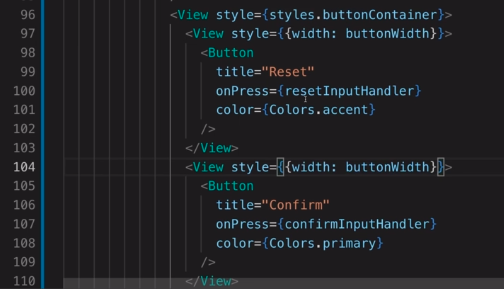 96 <View style={styles.buttonContainer}>
97 <View style={{width: buttonWidth}}>
98 <Button
99 title="Reset"
100 onPress={resetInputHandler}
101 color={Colors.accent}
102 />
103 </View>
104 <View style={{width: buttonWidth}}>
105 <Button
106 title="Confirm"
107 onPress={confirmInputHandler}
108 color={Colors.primary}
109 />
110 </View>